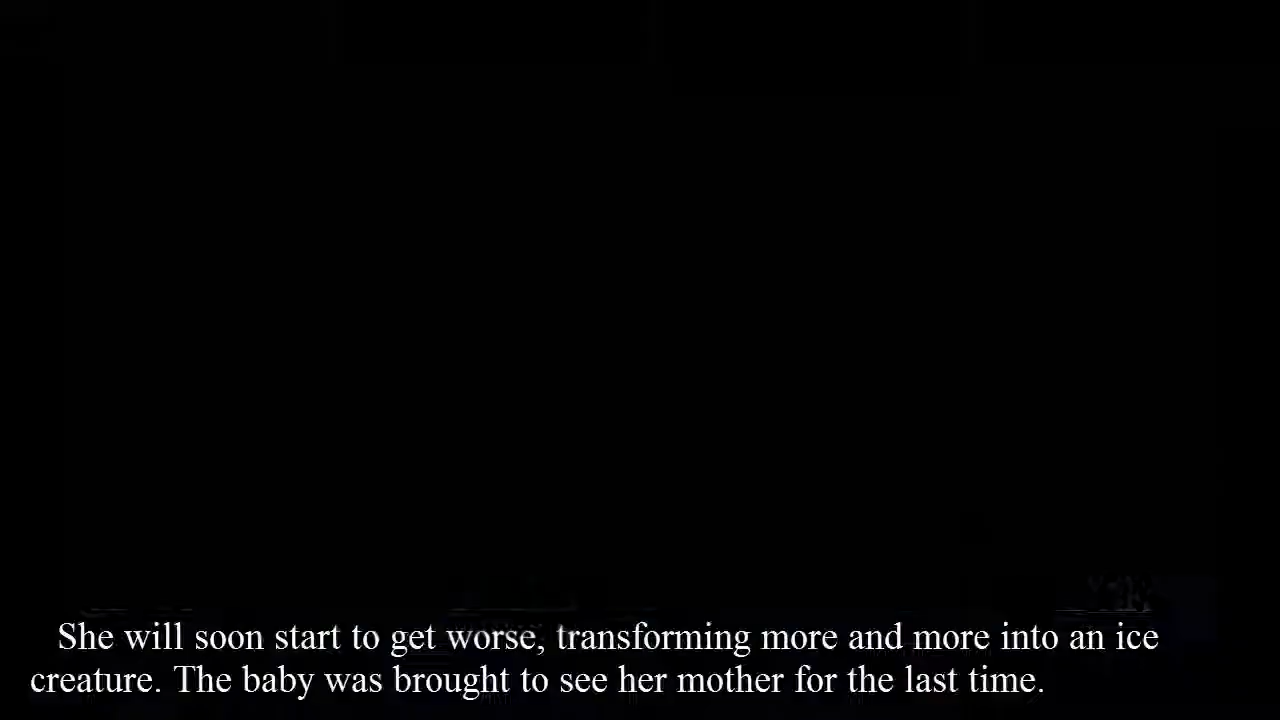 She will soon start to get worse, transforming more and more into an ice
creature. The baby was brought to see her mother for the last time.